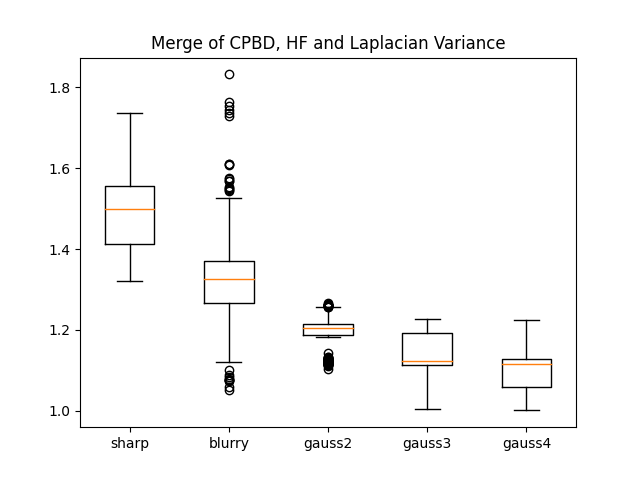 Merge of CPBD, HF and Laplacian Variance
1.8
1.6
1.4
1.2
1.0
sharp blurry gauss2 gauss3 gauss4